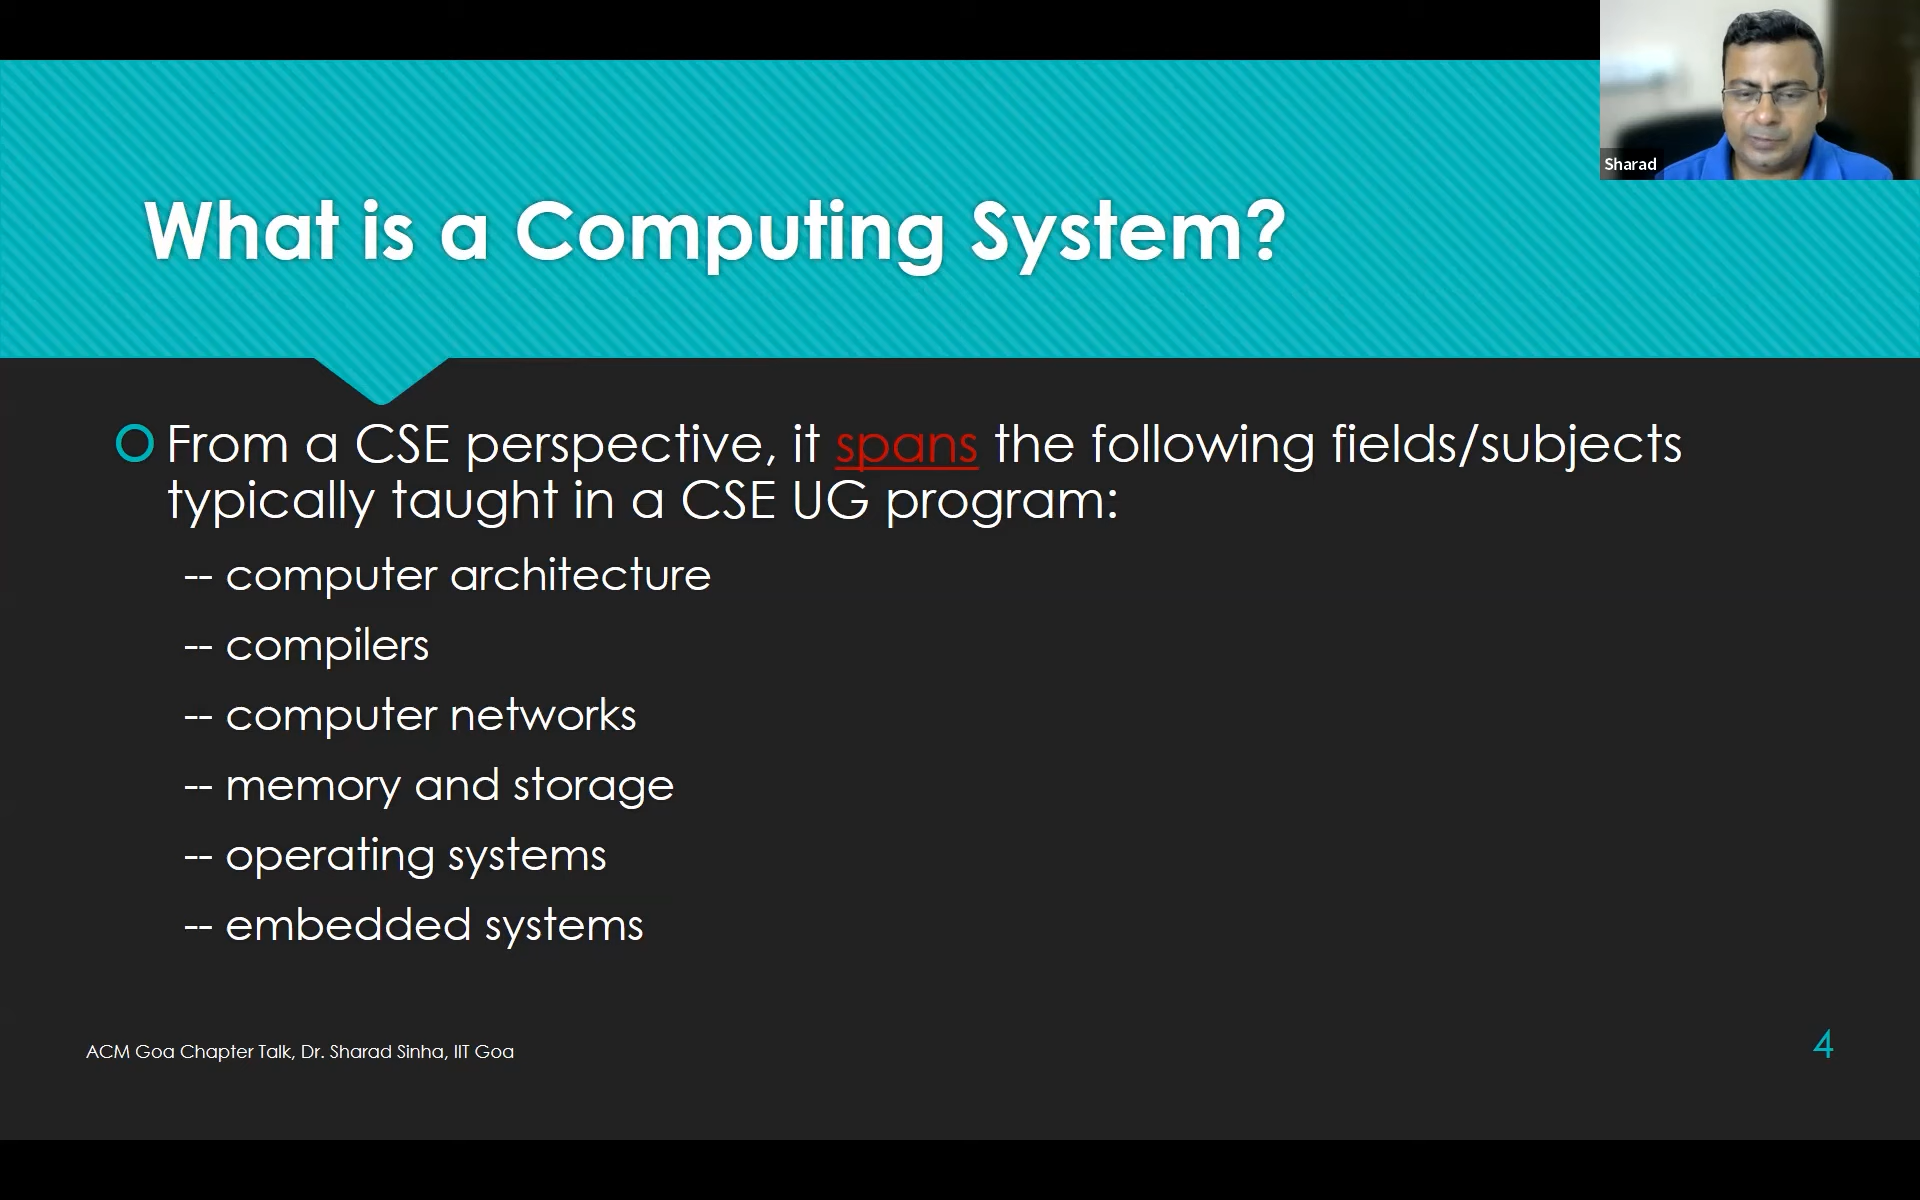 Sharad
What is a Computing System?
From a CSE perspective, it spans the following fields/subjects
typically taught in a CSE UG program:
-- computer architecture
-- compilers
-- computer networks
-- memory and storage
-- operating systems
-- embedded systems
ACM Goa Chapter Talk, Dr. Sharad Sinha, IIT Goa
4